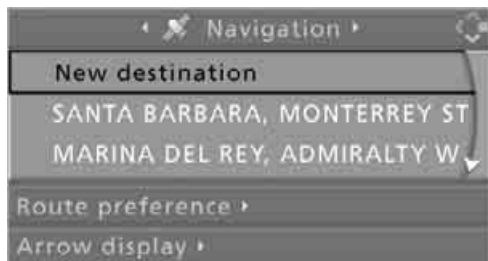 Navigation
New destination
SANTA BARBARA, MONTERREY ST
MARINA DEL REY, ADMIRALTY W
Route preference
Arrow display